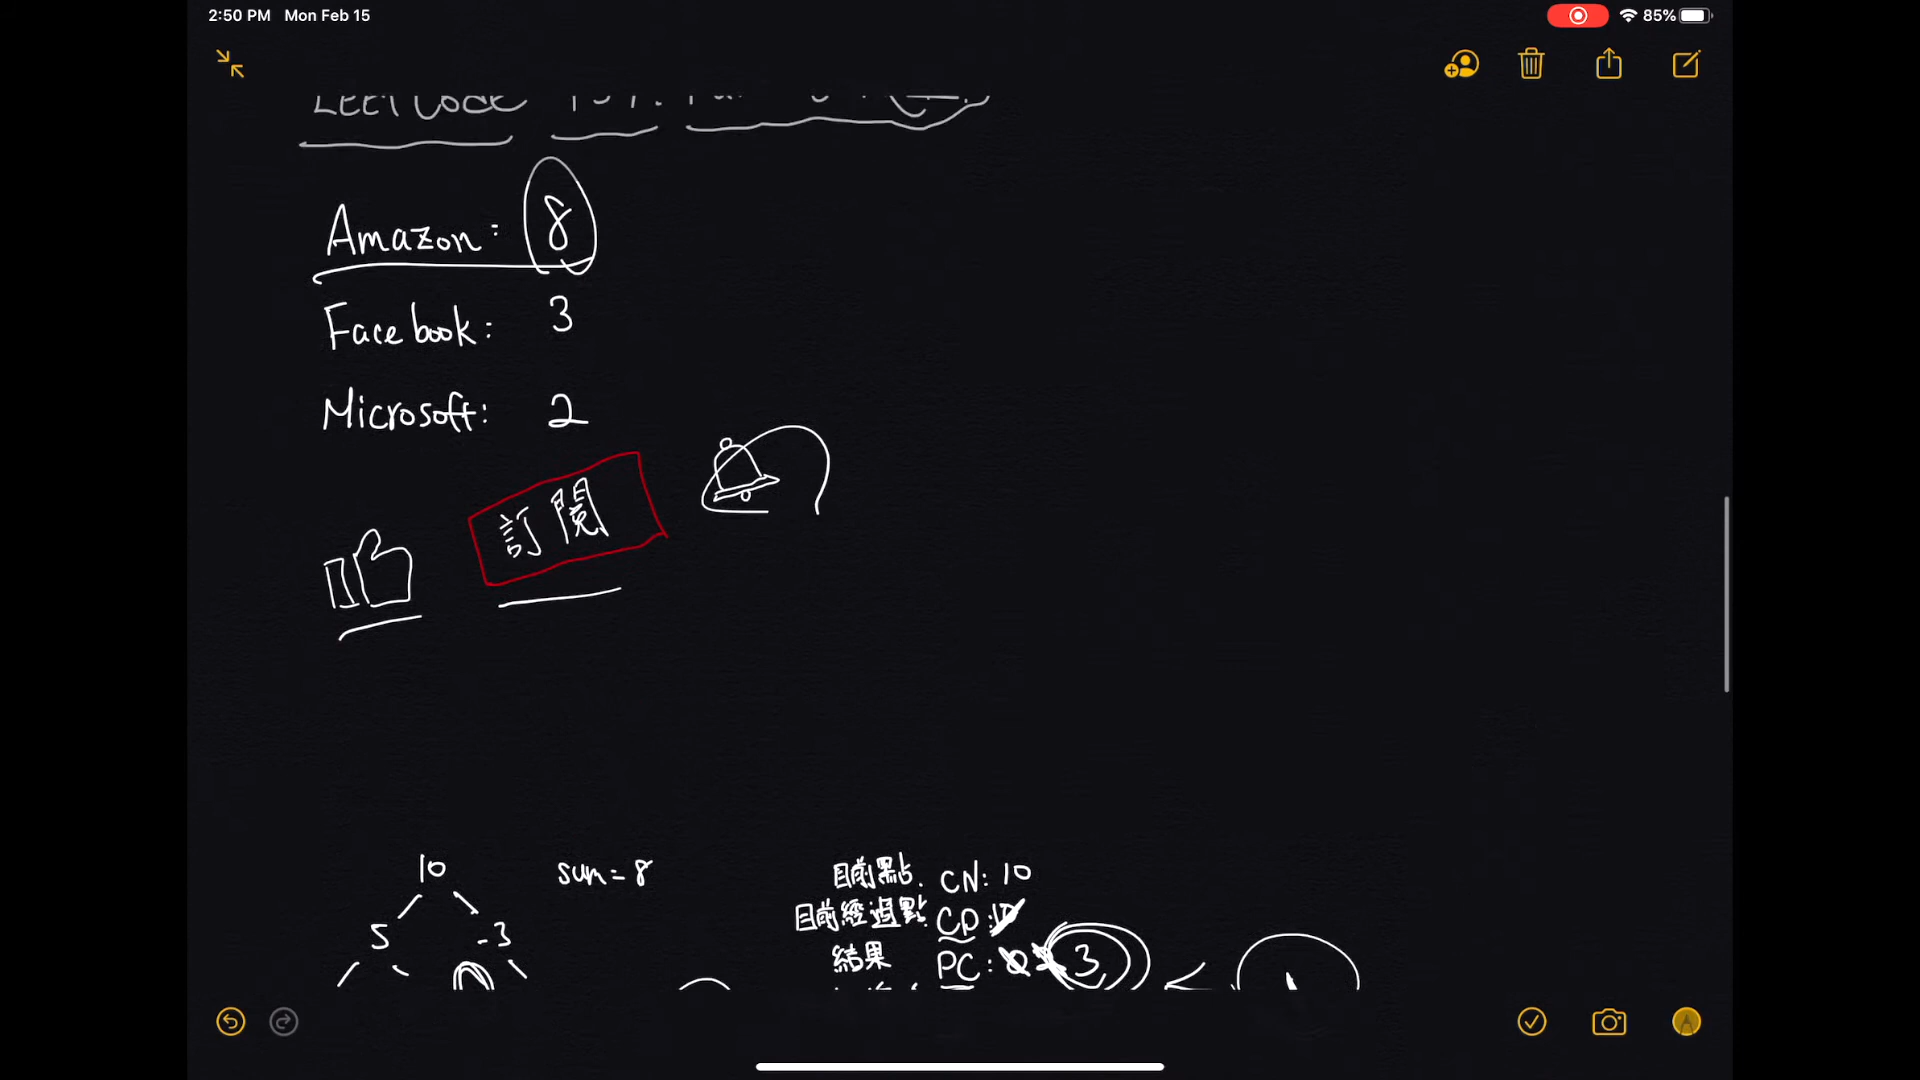 2:50 PM Mon Feb 15
85%
LEETCODE
Amazon: 8
Facebook: 3
Microsoft: 2
訂閱
10
sum = 8
5
-3
目前點. CN: 10
目前經過點. CP:
結果 PC: 3